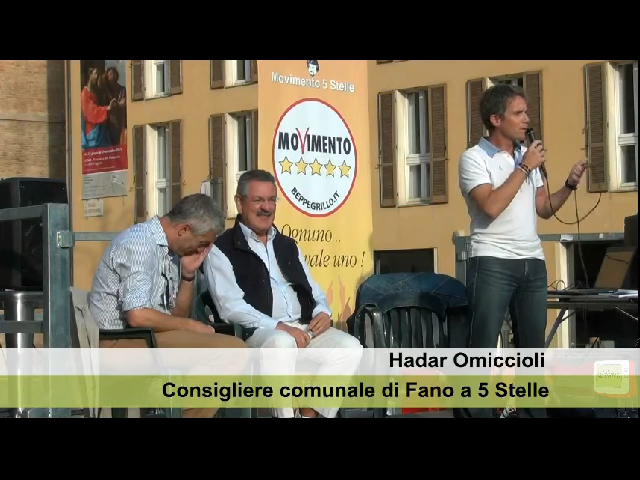 Movimento 5 Stelle
MOVIMENTO
BEPPEGRILLO.IT
Ognuno..
vale uno!
Hadar Omiccioli
Consigliere comunale di Fano a 5 Stelle